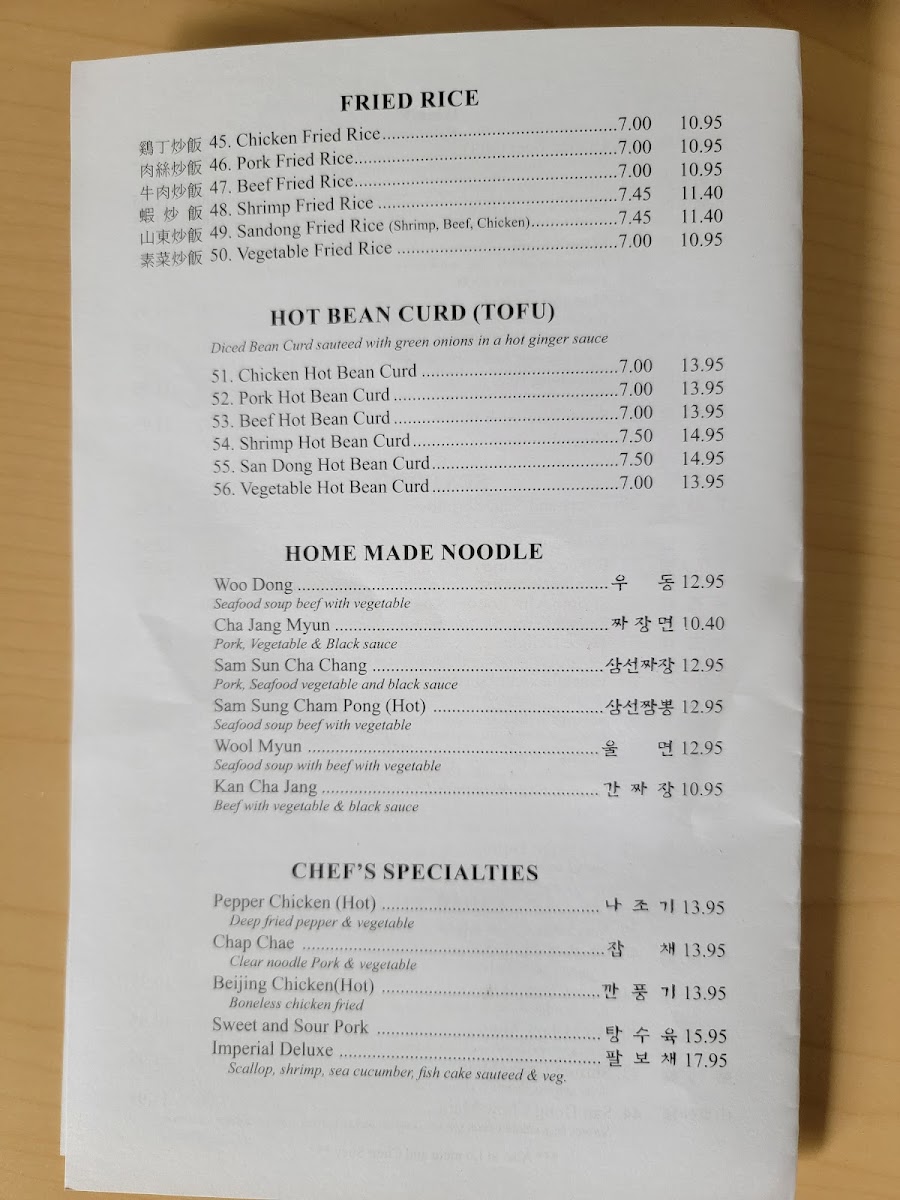 FRIED RICE
鷄丁炒飯 45. Chicken Fried Rice....................7.00 10.95
肉絲炒飯 46. Pork Fried Rice....................7.00 10.95
牛肉炒飯 47. Beef Fried Rice....................7.00 10.95
蝦 炒 飯 48. Shrimp Fried Rice ....................7.45 11.40
山東炒飯 49. Sandong Fried Rice (Shrimp, Beef, Chicken)....................7.45 11.40
素菜炒飯 50. Vegetable Fried Rice ....................7.00 10.95
HOT BEAN CURD (TOFU)
Diced Bean Curd sauteed with green onions in a hot ginger sauce
51. Chicken Hot Bean Curd ....................7.00 13.95
52. Pork Hot Bean Curd....................7.00 13.95
53. Beef Hot Bean Curd....................7.00 13.95
54. Shrimp Hot Bean Curd....................7.50 14.95
55. San Dong Hot Bean Curd....................7.50 14.95
56. Vegetable Hot Bean Curd....................7.00 13.95
HOME MADE NOODLE
Woo Dong ....................우 동 12.95
Seafood soup beef with vegetable
Cha Jang Myun ....................짜 장 면 10.40
Pork, Vegetable & Black sauce
Sam Sun Cha Chang ....................삼선짜장 12.95
Pork, Seafood vegetable and black sauce
Sam Sung Cham Pong (Hot) ....................삼선짬뽕 12.95
Seafood soup beef with vegetable
Wool Myun ....................울 면 12.95
Seafood soup with beef with vegetable
Kan Cha Jang ....................간 짜 장 10.95
Beef with vegetable & black sauce
CHEF'S SPECIALTIES
Pepper Chicken (Hot) ....................나 조 기 13.95
Deep fried pepper & vegetable
Chap Chae ....................잡 채 13.95
Clear noodle Pork & vegetable
Beijing Chicken(Hot) ....................깐 풍 기 13.95
Boneless chicken fried
Sweet and Sour Pork ....................탕 수 육 15.95
Imperial Deluxe ....................팔 보 채 17.95
Scallop, shrimp, sea cucumber, fish cake sauteed & veg.